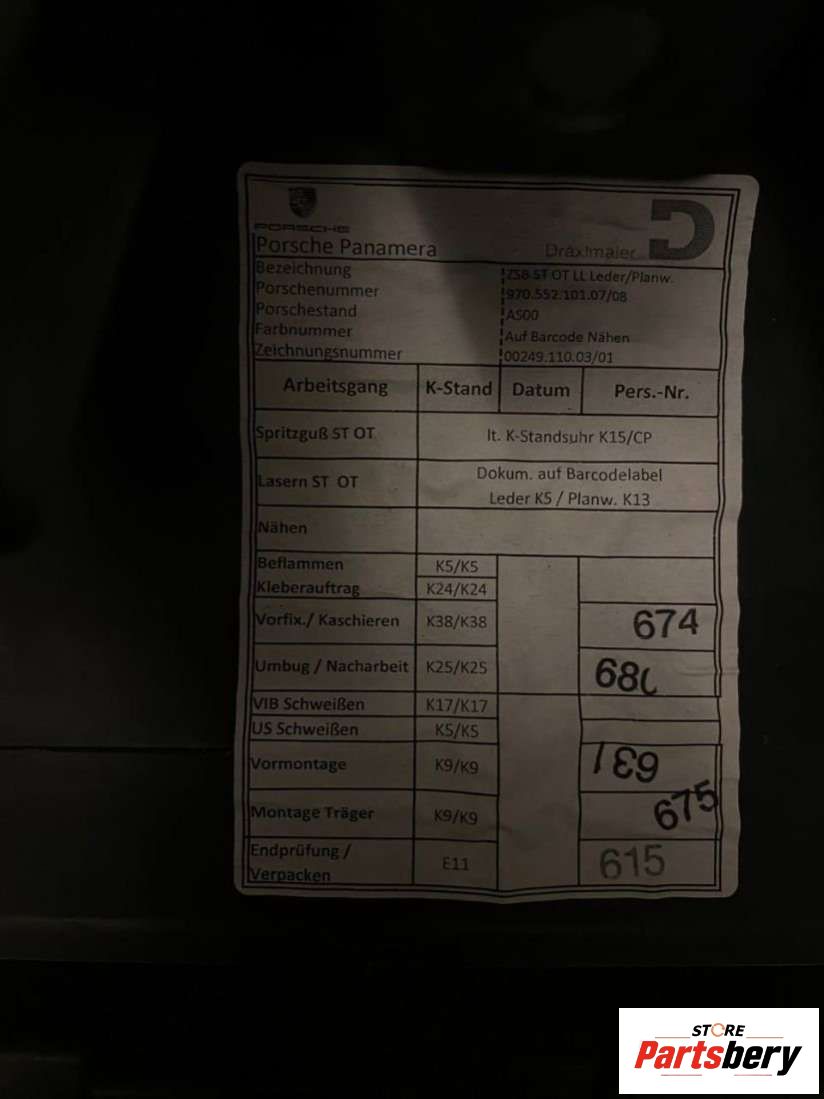 PORSCHE
Porsche Panamera Dräxlmaier
Bezeichnung ZSB ST OT LL Leder/Planw.
Porschenummer 970.552.101.07/08
Porschestand A500
Farbnummer Auf Barcode Nähen
Zeichnungsnummer 00249.110.03/01
Arbeitsgang K-Stand Datum Pers.-Nr.
Spritzguß ST OT lt. K-Standsuhr K15/CP
Lasern ST OT Dokum. auf Barcodelabel
Leder K5 / Planw. K13
Nähen
Beflammen K5/K5
Kleberauftrag K24/K24
Vorfix./ Kaschieren K38/K38 674
Umbug / Nacharbeit K25/K25
VIB Schweißen K17/K17
US Schweißen K5/K5
Vormontage K9/K9 631
Montage Träger K9/K9 675
Endprüfung / E11 615
Verpacken
STORE
Partsbery